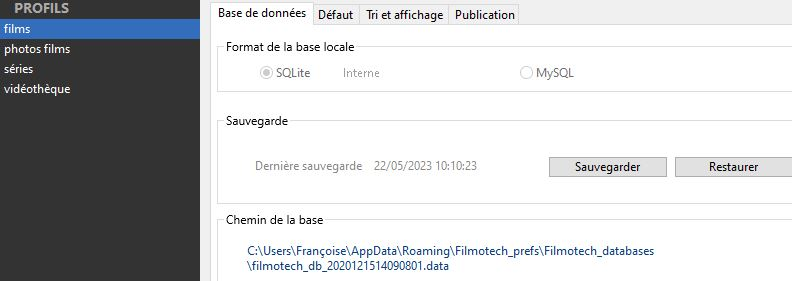 PROFILS
films
photos films
séries
vidéothèque
Base de données Défaut Tri et affichage Publication
Format de la base locale
SQLite Interne MySQL
Sauvegarde
Dernière sauvegarde 22/05/2023 10:10:23 Sauvegarder Restaurer
Chemin de la base
C:\Users\Françoise\AppData\Roaming\Filmotech_prefs\Filmotech_databases
\filmotech_db_2020121514090801.data